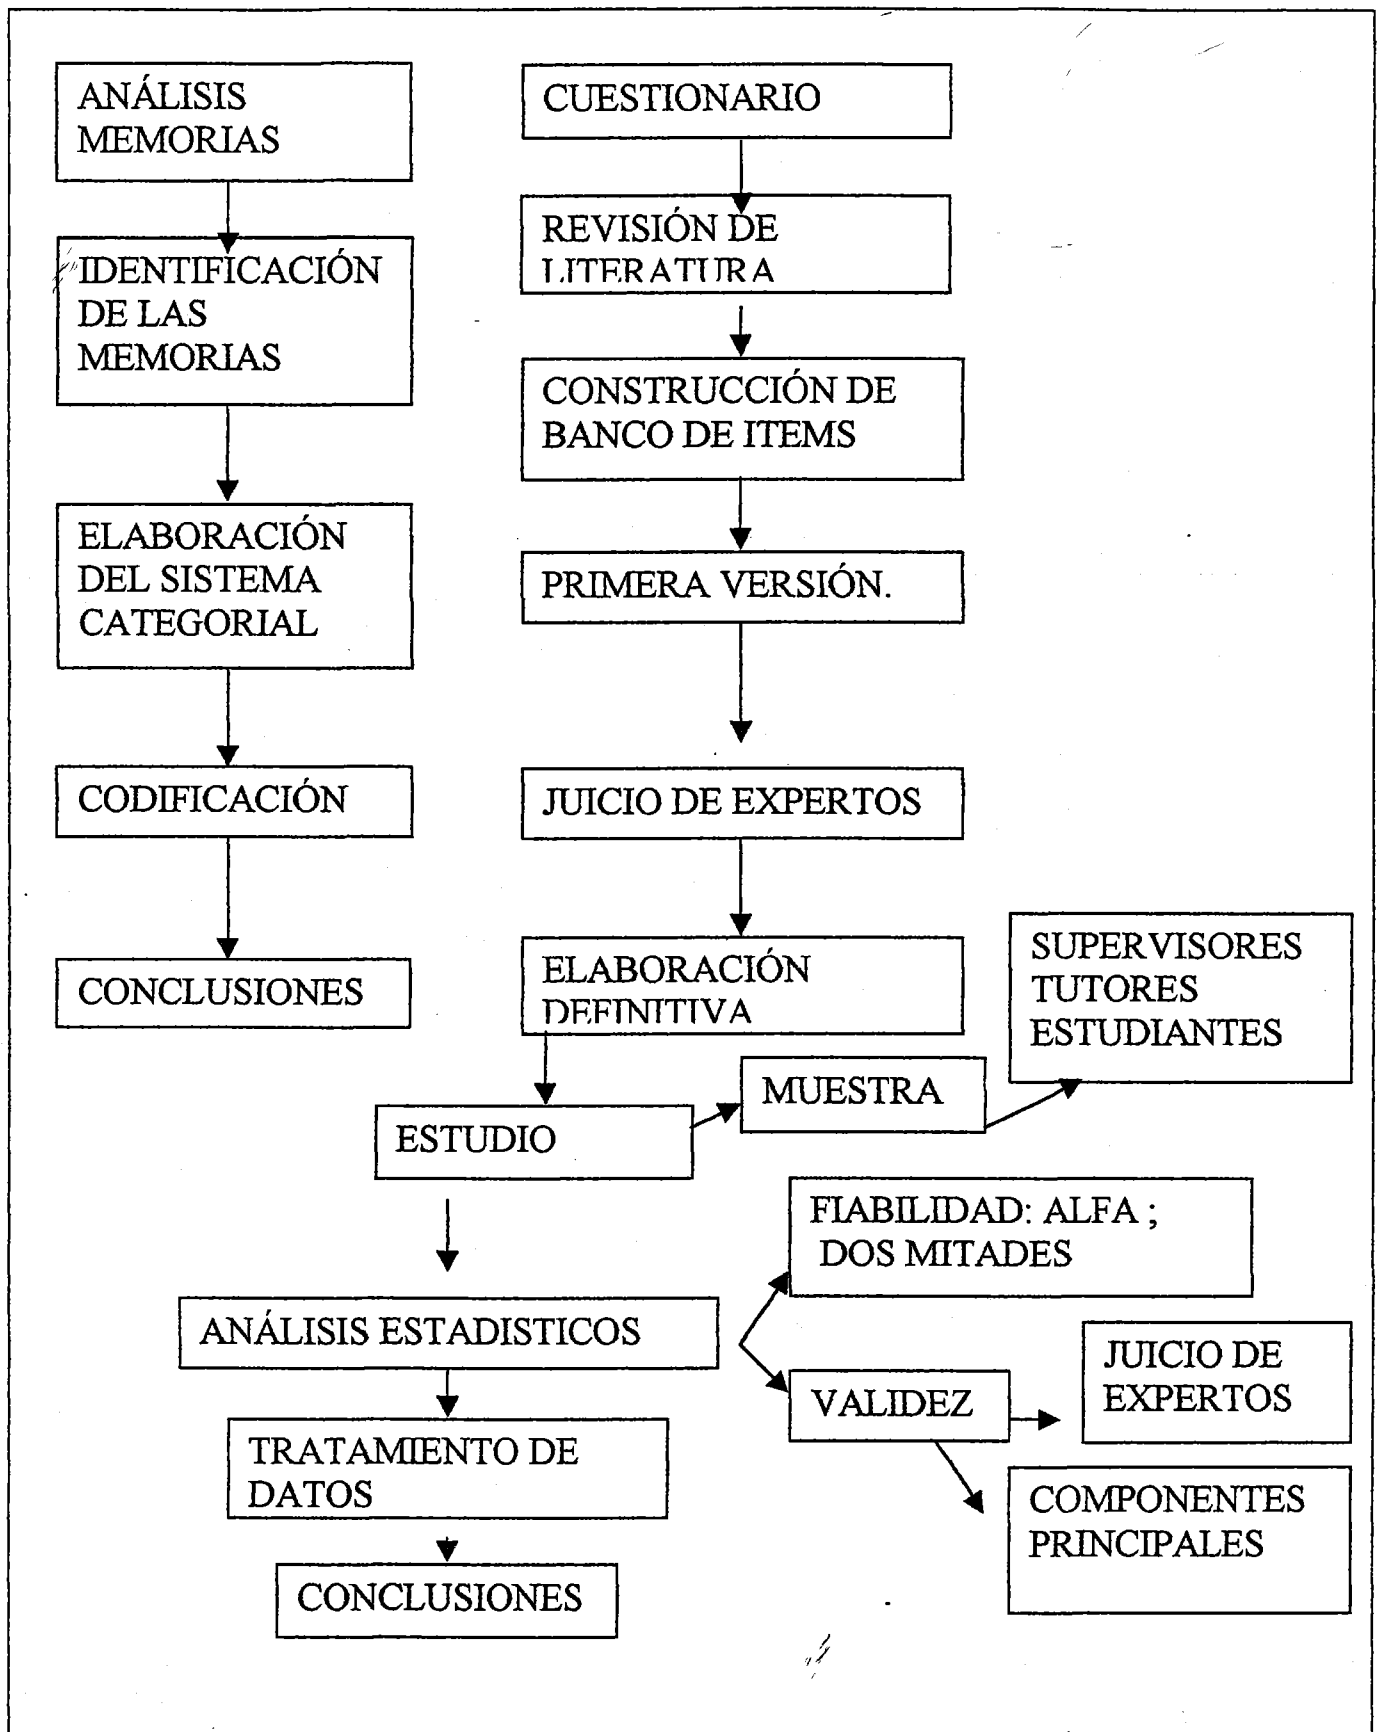 ANÁLISIS
MEMORIAS
IDENTIFICACIÓN
DE LAS
MEMORIAS
ELABORACIÓN
DEL SISTEMA
CATEGORIAL
CODIFICACIÓN
CONCLUSIONES
CUESTIONARIO
REVISIÓN DE
LITERATURA
CONSTRUCCIÓN DE
BANCO DE ITEMS
PRIMERA VERSIÓN.
JUICIO DE EXPERTOS
ELABORACIÓN
DEFINITIVA
ESTUDIO
MUESTRA
SUPERVISORES
TUTORES
ESTUDIANTES
ANÁLISIS ESTADISTICOS
FIABILIDAD: ALFA ;
DOS MITADES
VALIDEZ
JUICIO DE
EXPERTOS
COMPONENTES
PRINCIPALES
TRATAMIENTO DE
DATOS
CONCLUSIONES